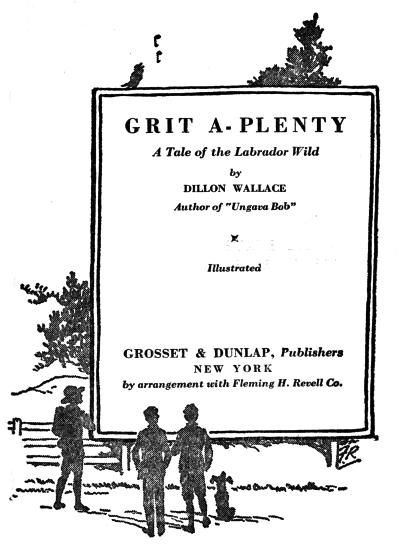 GRIT A-PLENTY
A Tale of the Labrador Wild
by
DILLON WALLACE
Author of "Ungava Bob"
Illustrated
GROSSET & DUNLAP, Publishers
NEW YORK
by arrangement with Fleming H. Revell Co.
FR